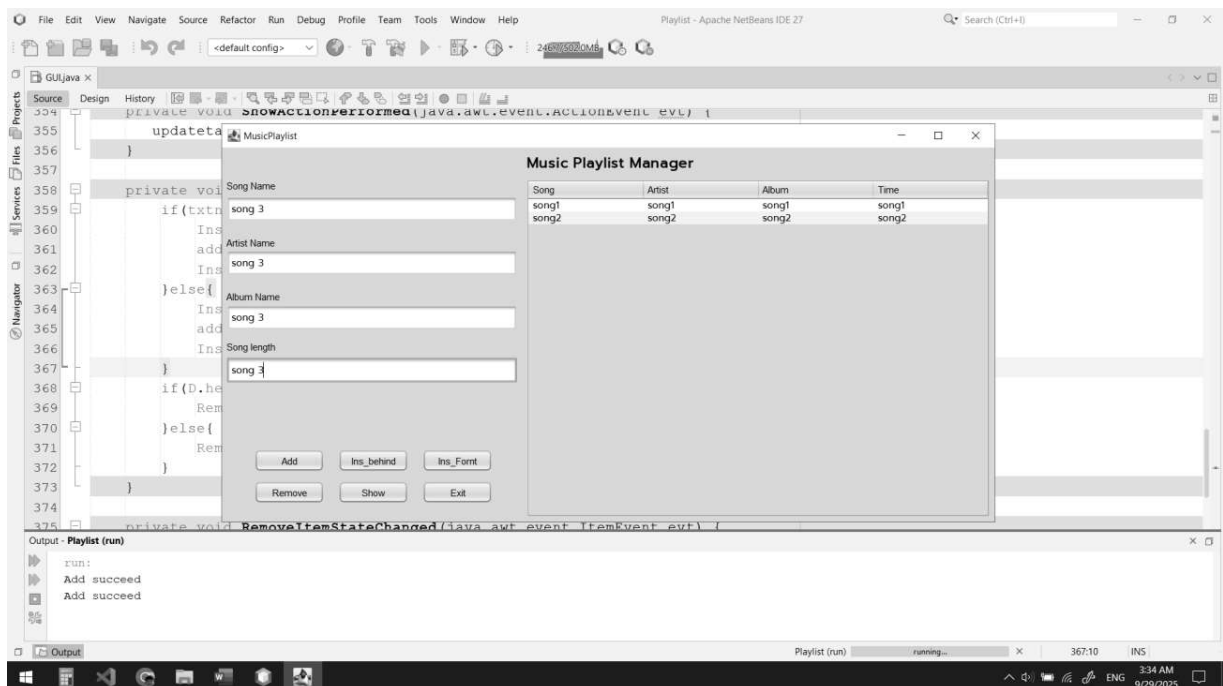 File Edit View Navigate Source Refactor Run Debug Profile Team Tools Window Help
Playlist - Apache NetBeans IDE 27
Search (Ctrl+I)
<default config>
GUI.java ×
Source Design History
Projects
Files
Services
Navigator
354 private void ShowActionPerformed(java.awt.event.ActionEvent evt) {
355 updateta
356 }
357
358 private voi
359 if(txtn
360 Ins
361 add
362 Ins
363 }else{
364 Ins
365 add
366 Ins
367 }
368 if(D.he
369 Rem
370 }else{
371 Rem
372 }
373 }
374
375 private void RemoveItemStateChanged(java.awt.event.ItemEvent evt) {
MusicPlaylist
Music Playlist Manager
Song Name
song 3
Artist Name
song 3
Album Name
song 3
Song length
song 3
Add Ins_behind Ins_Fornt
Remove Show Exit
Song Artist Album Time
song1 song1 song1 song1
song2 song2 song2 song2
Output - Playlist (run)
run:
Add succeed
Add succeed
Output
Playlist (run) running... 367:10 INS
ENG
3:34 AM
9/29/2025